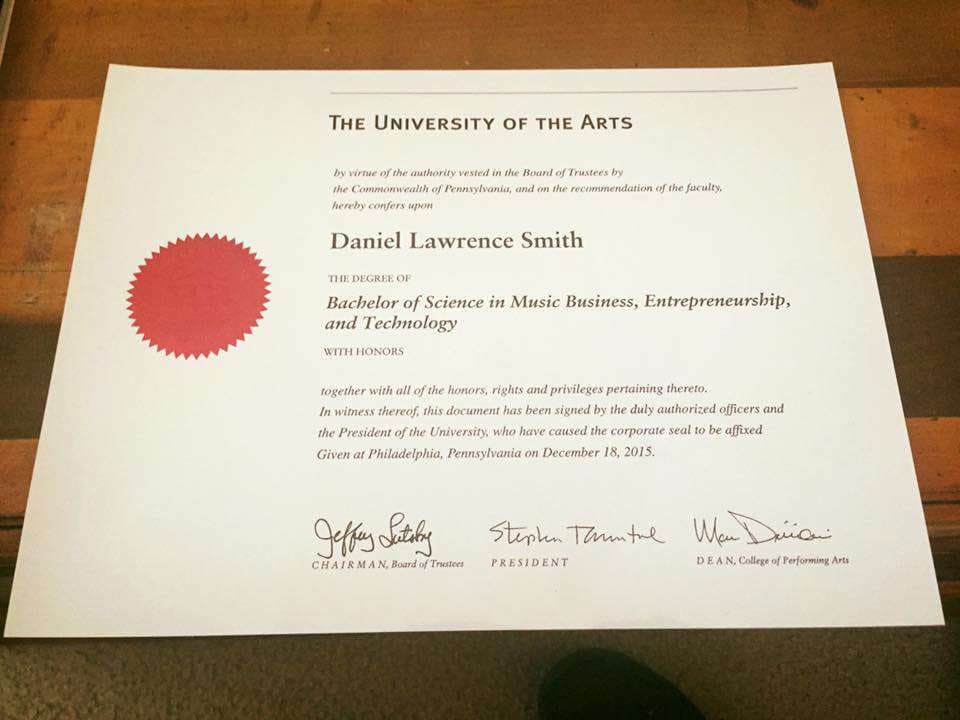 THE UNIVERSITY OF THE ARTS
by virtue of the authority vested in the Board of Trustees by
the Commonwealth of Pennsylvania, and on the recommendation of the faculty,
hereby confers upon
Daniel Lawrence Smith
THE DEGREE OF
Bachelor of Science in Music Business, Entrepreneurship,
and Technology
WITH HONORS
together with all of the honors, rights and privileges pertaining thereto.
In witness thereof, this document has been signed by the duly authorized officers and
the President of the University, who have caused the corporate seal to be affixed
Given at Philadelphia, Pennsylvania on December 18, 2015.
Jeffrey Stephen
CHAIRMAN, Board of Trustees PRESIDENT DEAN, College of Performing Arts